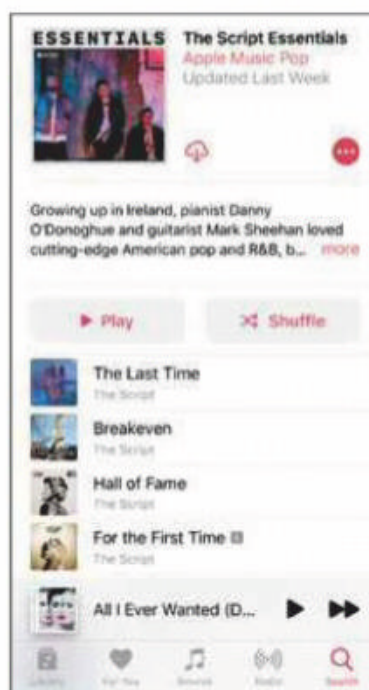 ESSENTIALS
The Script Essentials
Apple Music Pop
Updated Last Week
Growing up in Ireland, pianist Danny
O'Donoghue and guitarist Mark Sheehan loved
cutting-edge American pop and R&B, b... more
Play
Shuffle
The Last Time
The Script
Breakeven
The Script
Hall of Fame
The Script
For the First Time E
The Script
All I Ever Wanted (D...
Library
For You
Browse
Radio
Search